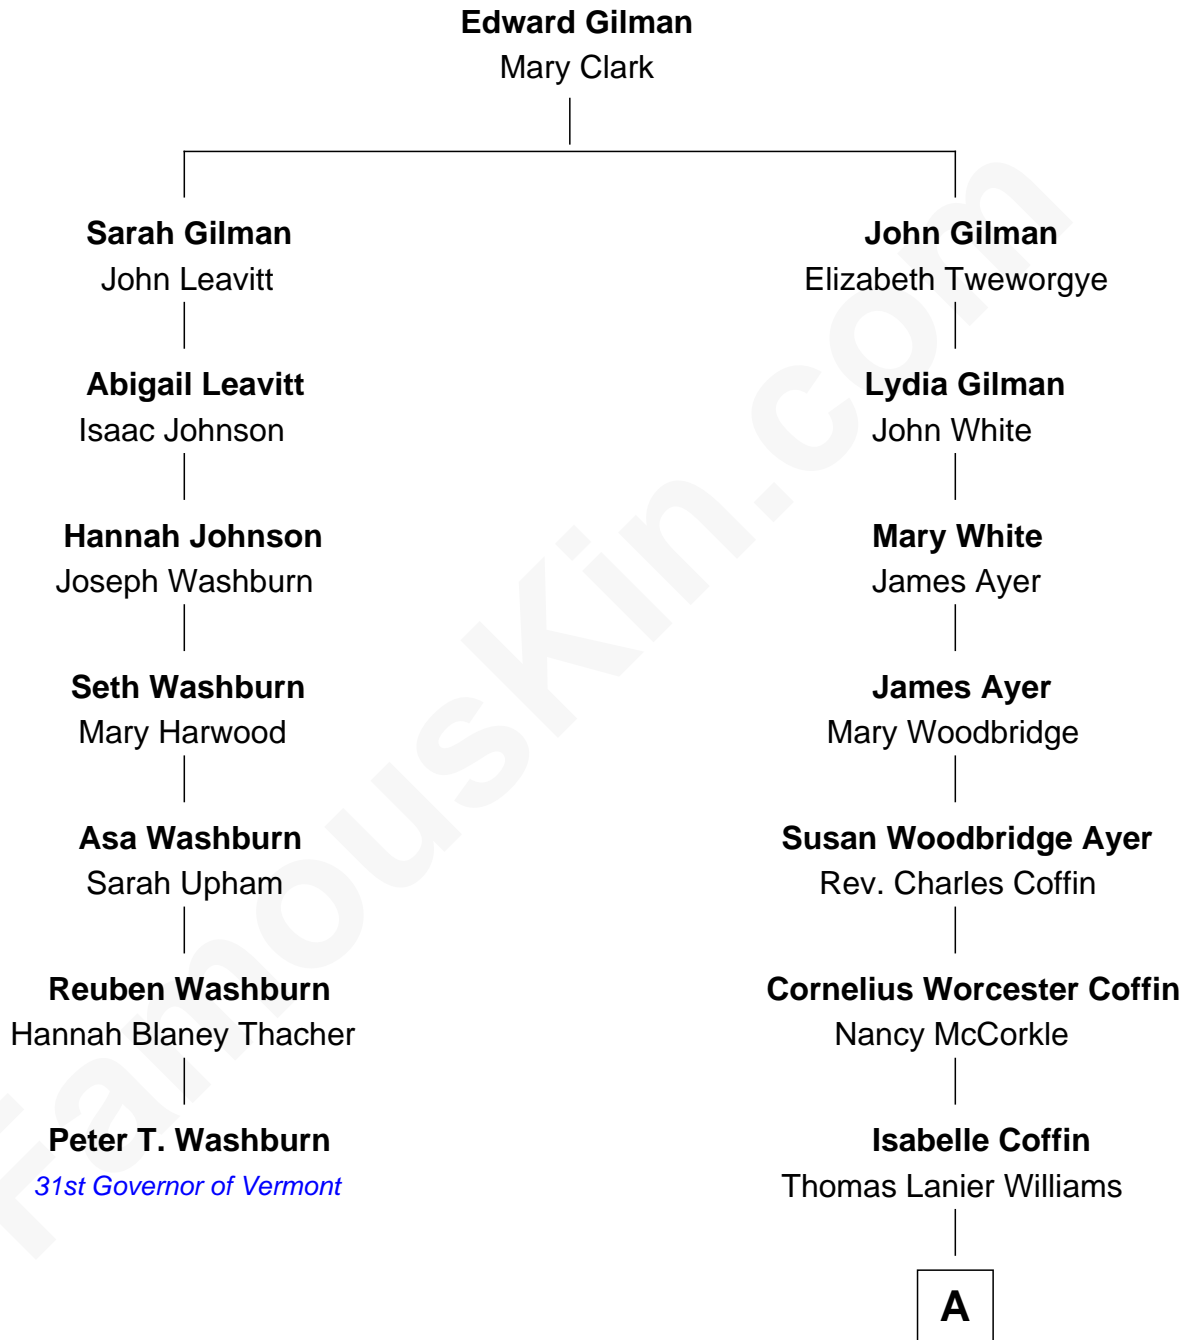 Edward Gilman
Mary Clark
Sarah Gilman
John Leavitt
Abigail Leavitt
Isaac Johnson
Hannah Johnson
Joseph Washburn
Seth Washburn
Mary Harwood
Asa Washburn
Sarah Upham
Reuben Washburn
Hannah Blaney Thacher
Peter T. Washburn
31st Governor of Vermont
John Gilman
Elizabeth Tweworgye
Lydia Gilman
John White
Mary White
James Ayer
James Ayer
Mary Woodbridge
Susan Woodbridge Ayer
Rev. Charles Coffin
Cornelius Worcester Coffin
Nancy McCorkle
Isabelle Coffin
Thomas Lanier Williams
A
FamousKin.com